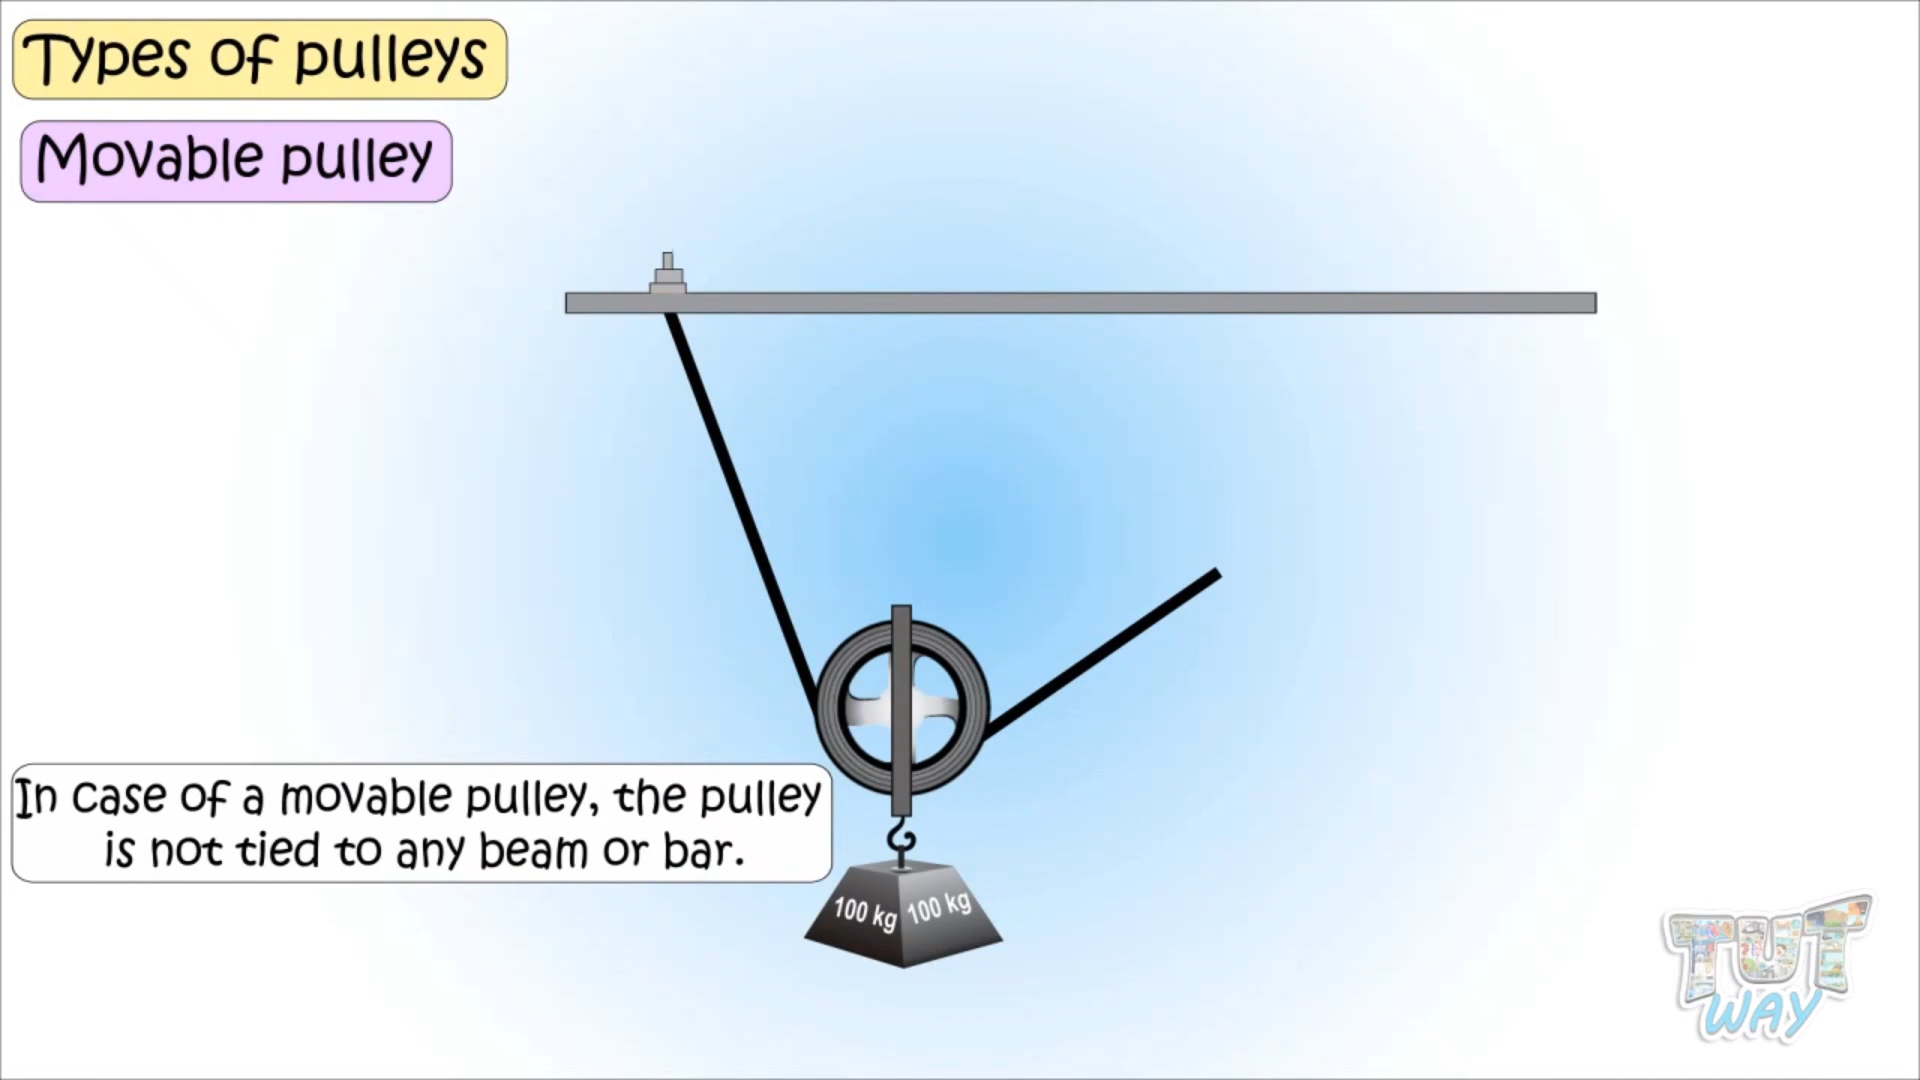 Types of pulleys
Movable pulley
In case of a movable pulley, the pulley
is not tied to any beam or bar.
100 kg 100 kg
TUT
WAY